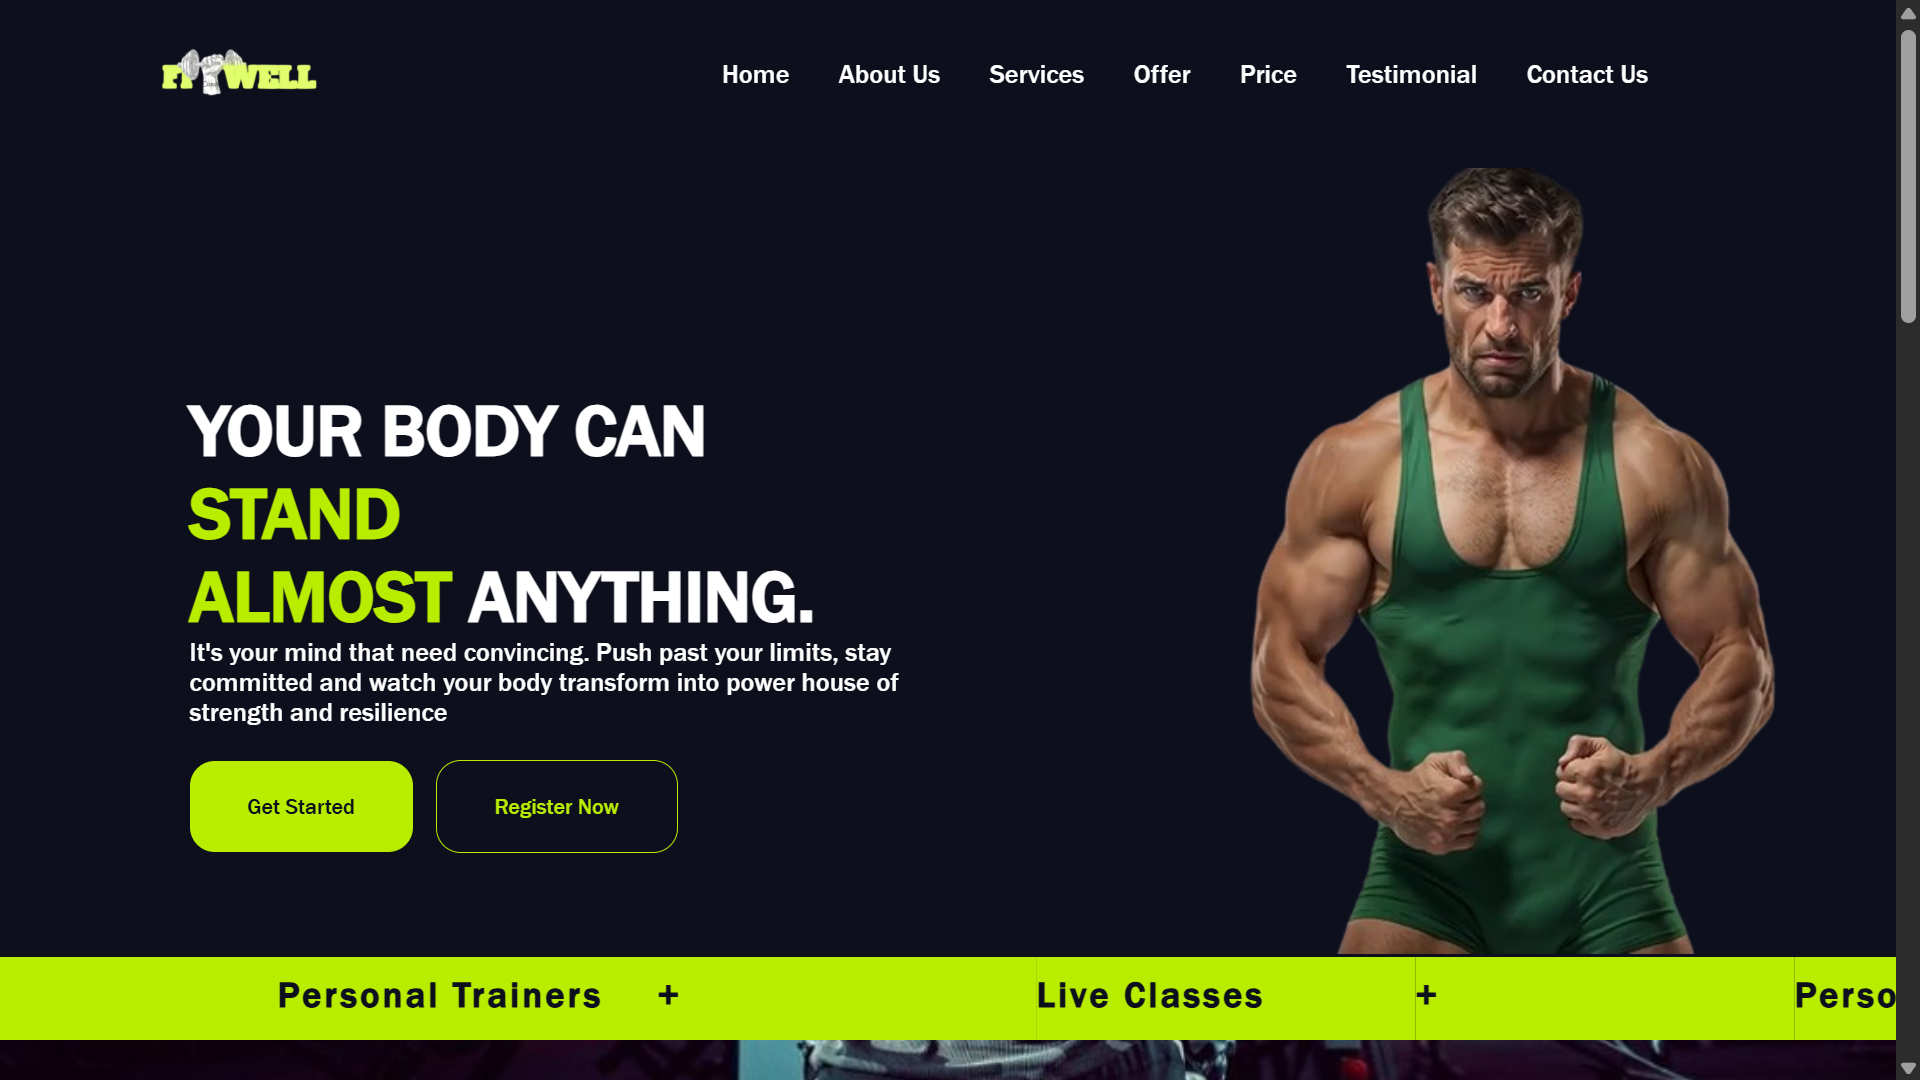 FITWELL
Home About Us Services Offer Price Testimonial Contact Us
YOUR BODY CAN
STAND
ALMOST ANYTHING.
It's your mind that need convincing. Push past your limits, stay
committed and watch your body transform into power house of
strength and resilience
Get Started Register Now
Personal Trainers + Live Classes + Perso